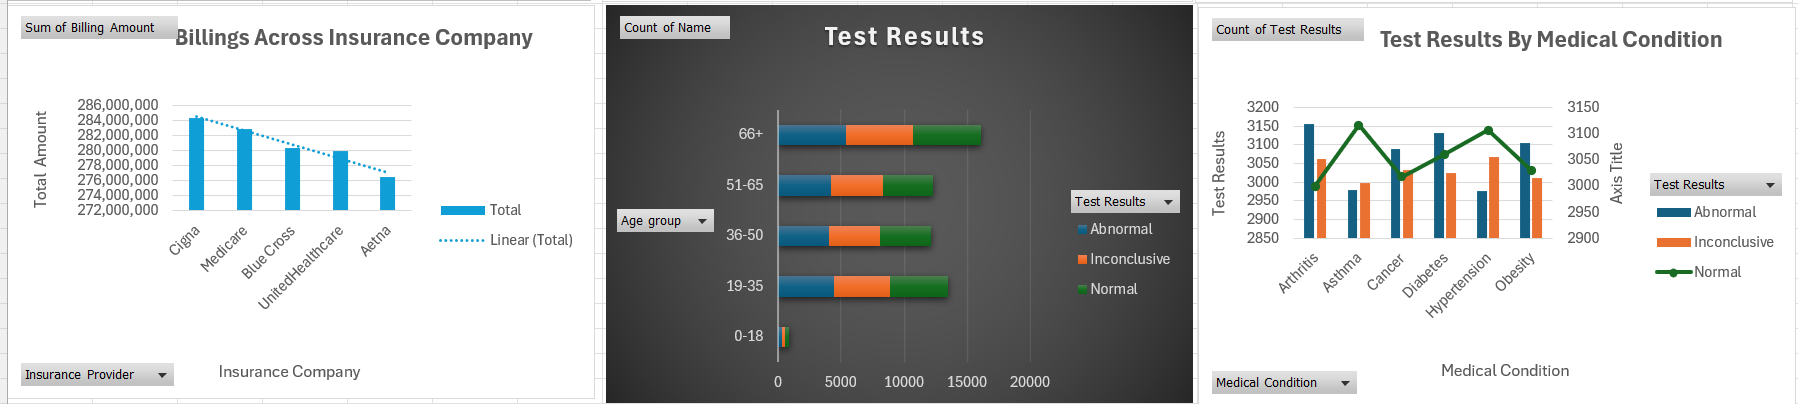 Sum of Billing Amount
Billings Across Insurance Company
Total Amount
286,000,000
284,000,000
282,000,000
280,000,000
278,000,000
276,000,000
274,000,000
272,000,000
Cigna
Medicare
Blue Cross
UnitedHealthcare
Aetna
Total
Linear (Total)
Insurance Company
Insurance Provider
Count of Name
Test Results
Age group
66+
51-65
36-50
19-35
0-18
0
5000
10000
15000
20000
Test Results
Abnormal
Inconclusive
Normal
Count of Test Results
Test Results By Medical Condition
Test Results
3200
3150
3100
3050
3000
2950
2900
2850
3150
3100
3050
3000
2950
2900
Axis Title
Arthritis
Asthma
Cancer
Diabetes
Hypertension
Obesity
Test Results
Abnormal
Inconclusive
Normal
Medical Condition
Medical Condition